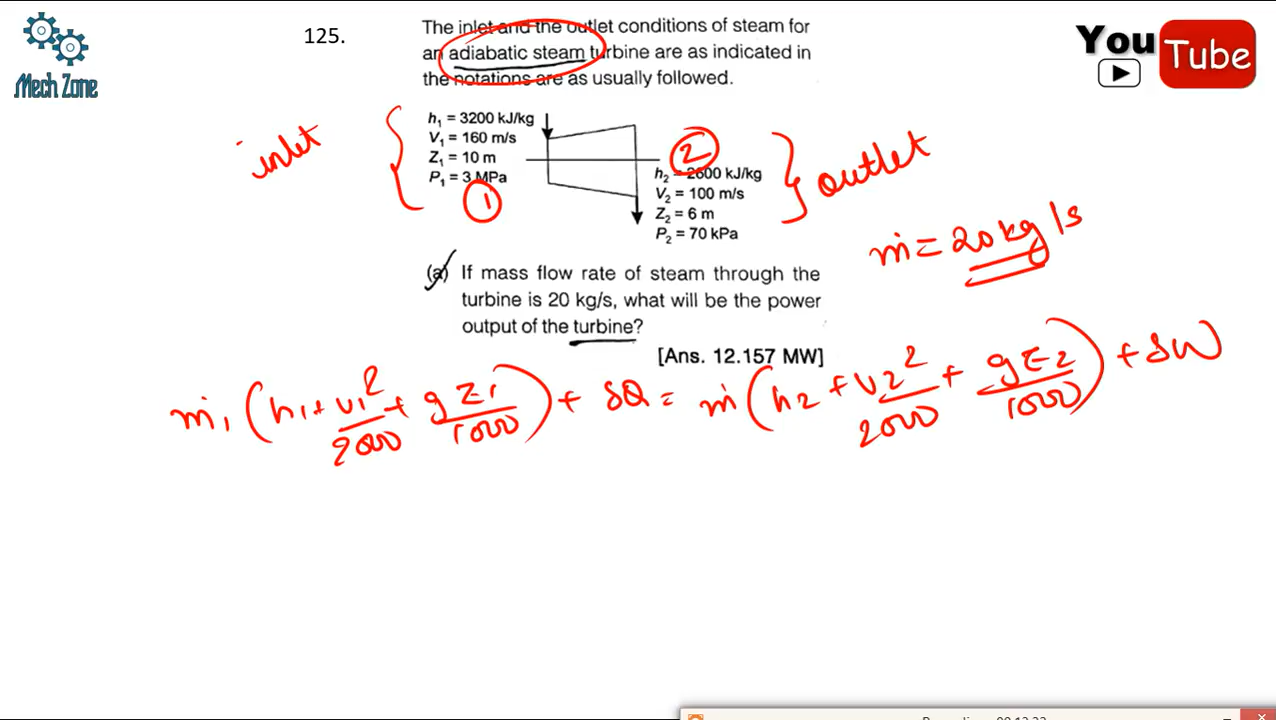 125.
The inlet and the outlet conditions of steam for
an adiabatic steam turbine are as indicated in
the notations are as usually followed.
You Tube
Mech Zone
inlet
h₁ = 3200 kJ/kg
V₁ = 160 m/s
Z₁ = 10 m
P₁ = 3 MPa
1
2
h₂ = 2600 kJ/kg
V₂ = 100 m/s
Z₂ = 6 m
P₂ = 70 kPa
outlet
ṁ = 20 kg/s
(a) If mass flow rate of steam through the
turbine is 20 kg/s, what will be the power
output of the turbine?
[Ans. 12.157 MW]
ṁ₁ (h₁ + V₁²/2000 + gZ₁/1000) + δQ = ṁ (h₂ + V₂²/2000 + gZ₂/1000) + δW